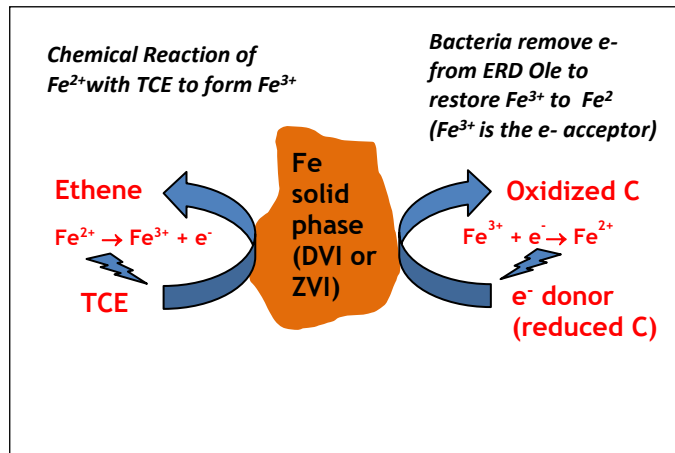 Chemical Reaction of
Fe²⁺with TCE to form Fe³⁺
Bacteria remove e-
from ERD Ole to
restore Fe³⁺ to Fe²
(Fe³⁺ is the e- acceptor)
Fe
solid
phase
(DVI or
ZVI)
Ethene
Fe²⁺ → Fe³⁺ + e⁻
TCE
Oxidized C
Fe³⁺ + e⁻ → Fe²⁺
e⁻ donor
(reduced C)